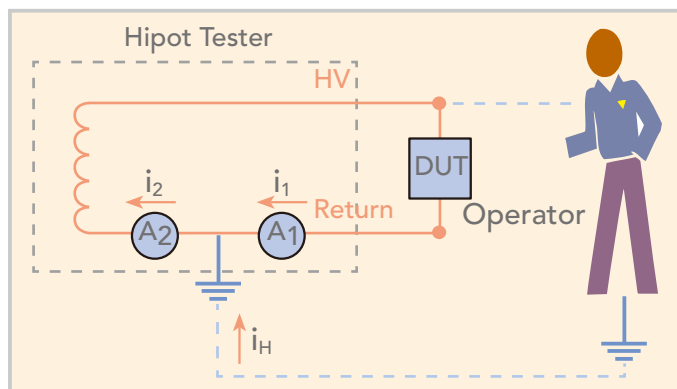 Hipot Tester
HV
DUT
i2
i1
Return
Operator
A2
A1
iH